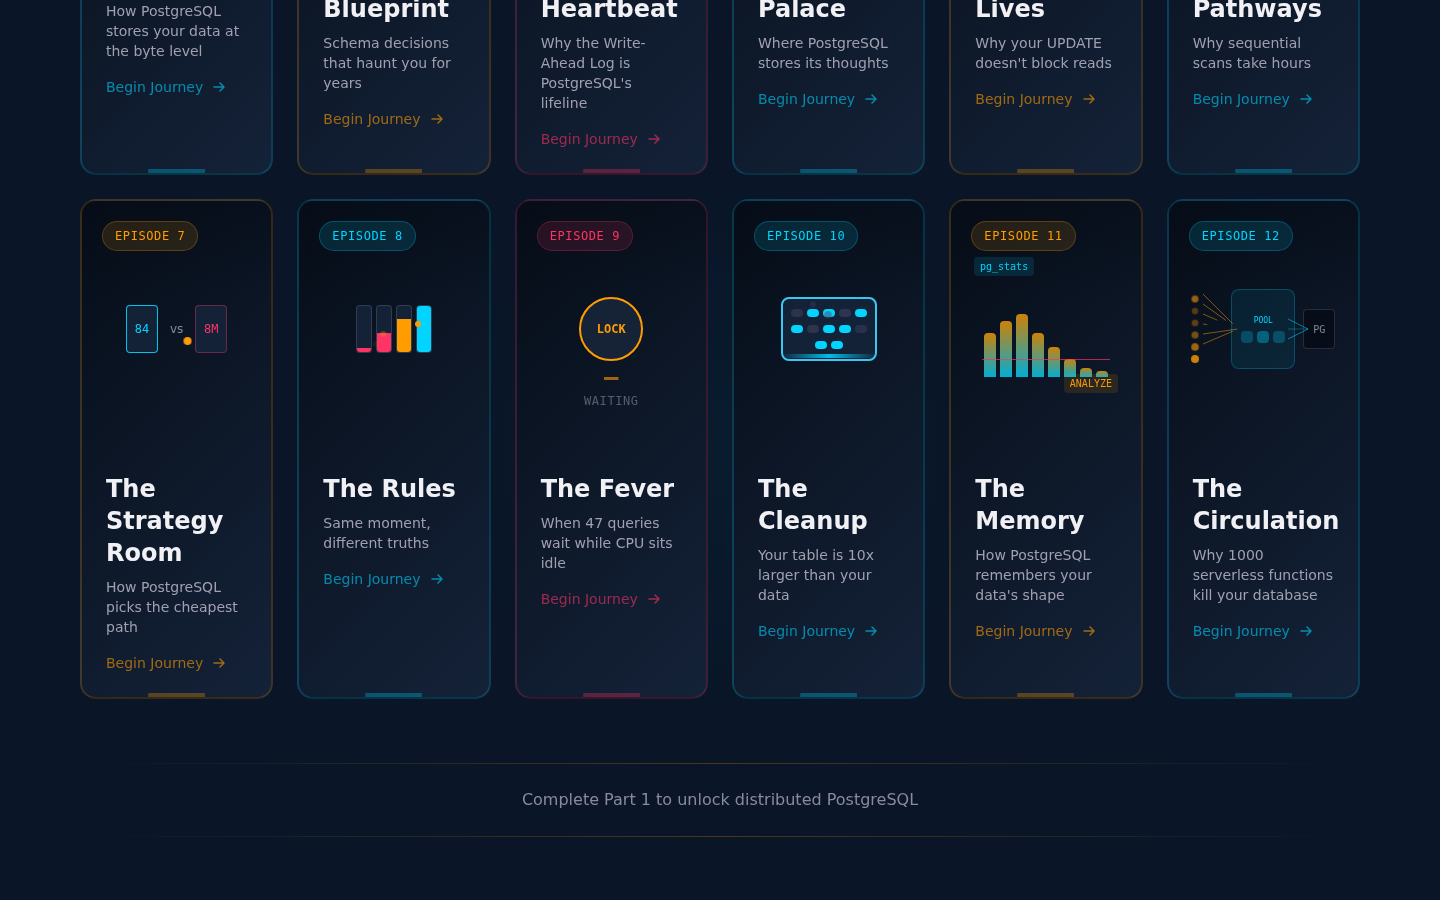 How PostgreSQL
stores your data at
the byte level
Begin Journey →
Blueprint
Schema decisions
that haunt you for
years
Begin Journey →
Heartbeat
Why the Write-
Ahead Log is
PostgreSQL's
lifeline
Begin Journey →
Palace
Where PostgreSQL
stores its thoughts
Begin Journey →
Lives
Why your UPDATE
doesn't block reads
Begin Journey →
Pathways
Why sequential
scans take hours
Begin Journey →
EPISODE 7
84 vs 8M
The
Strategy
Room
How PostgreSQL
picks the cheapest
path
Begin Journey →
EPISODE 8
The Rules
Same moment,
different truths
Begin Journey →
EPISODE 9
LOCK
WAITING
The Fever
When 47 queries
wait while CPU sits
idle
Begin Journey →
EPISODE 10
The
Cleanup
Your table is 10x
larger than your
data
Begin Journey →
EPISODE 11
pg_stats
ANALYZE
The
Memory
How PostgreSQL
remembers your
data's shape
Begin Journey →
EPISODE 12
POOL
PG
The
Circulation
Why 1000
serverless functions
kill your database
Begin Journey →
Complete Part 1 to unlock distributed PostgreSQL